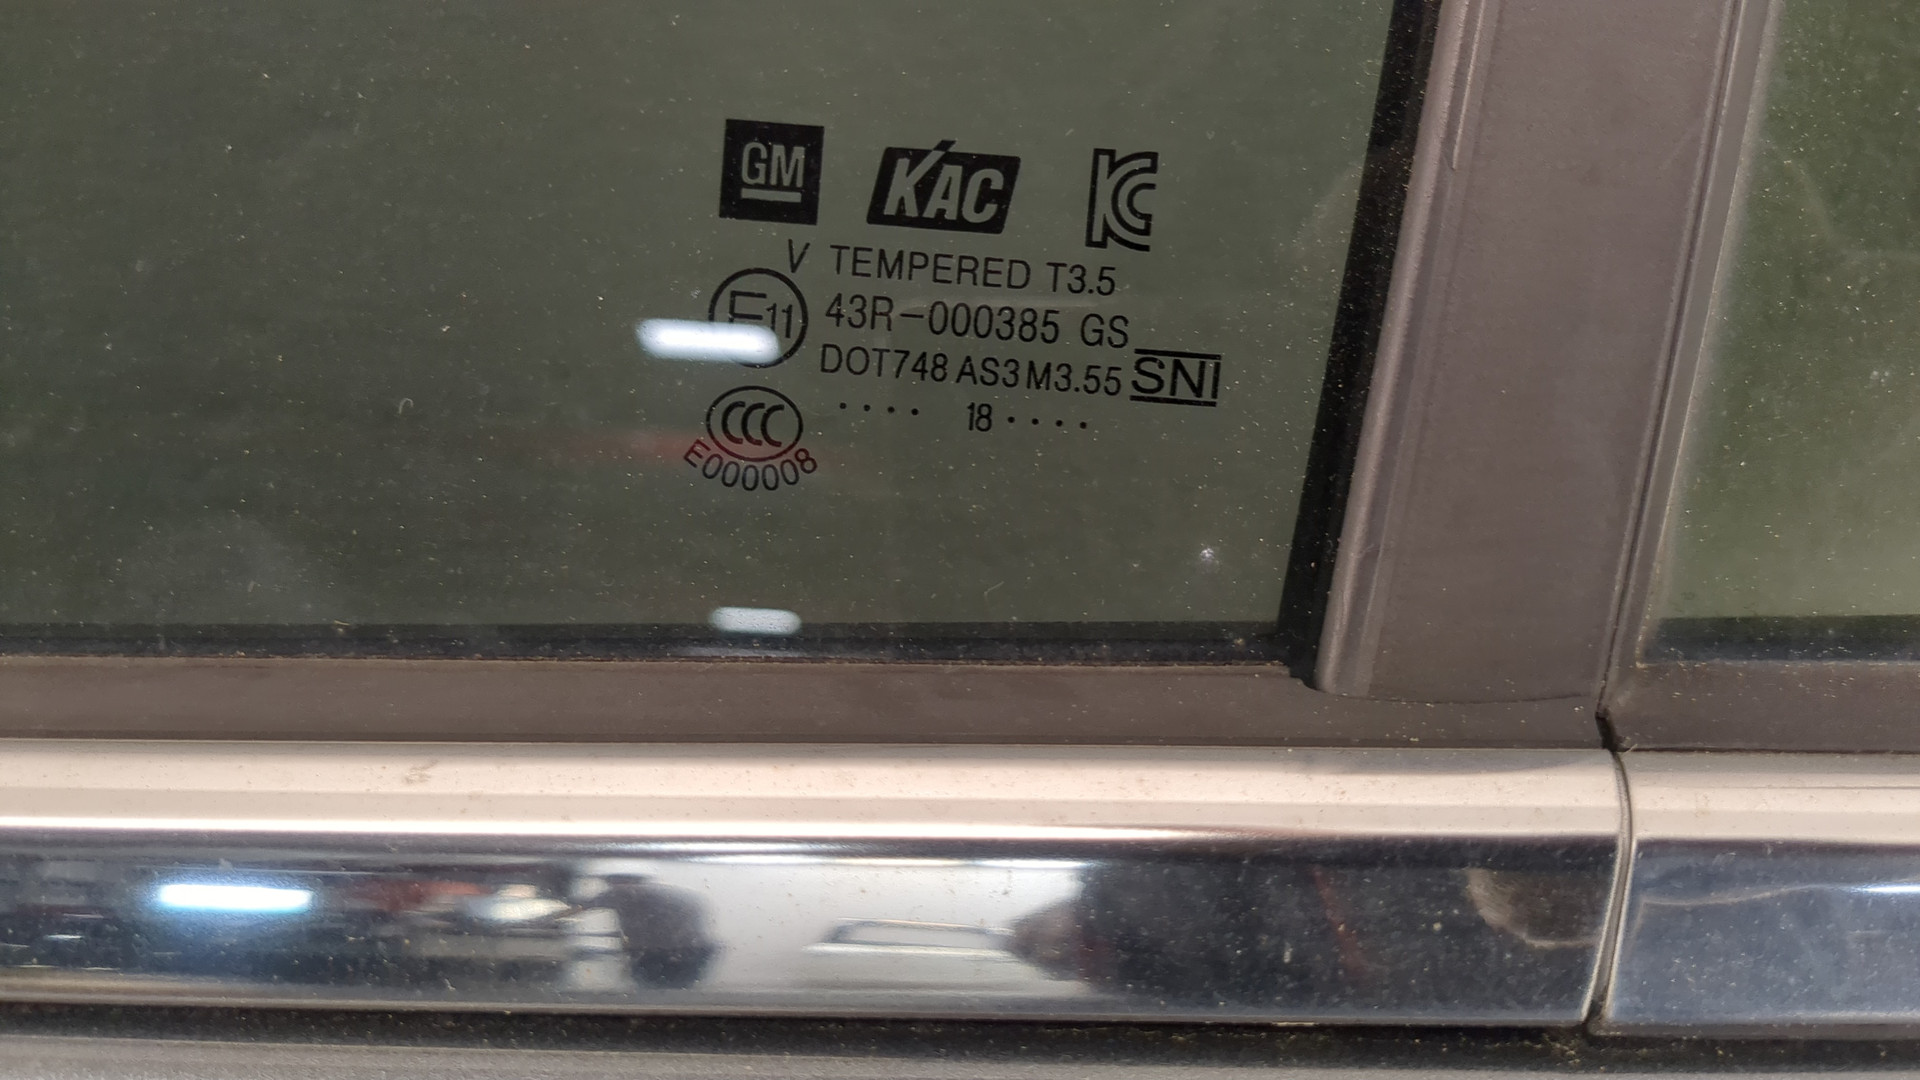 GM KAC KC
V TEMPERED T3.5
E11 43R-000385 GS
DOT748 AS3 M3.55 SNI
CCC ···· 18 ····
E000008